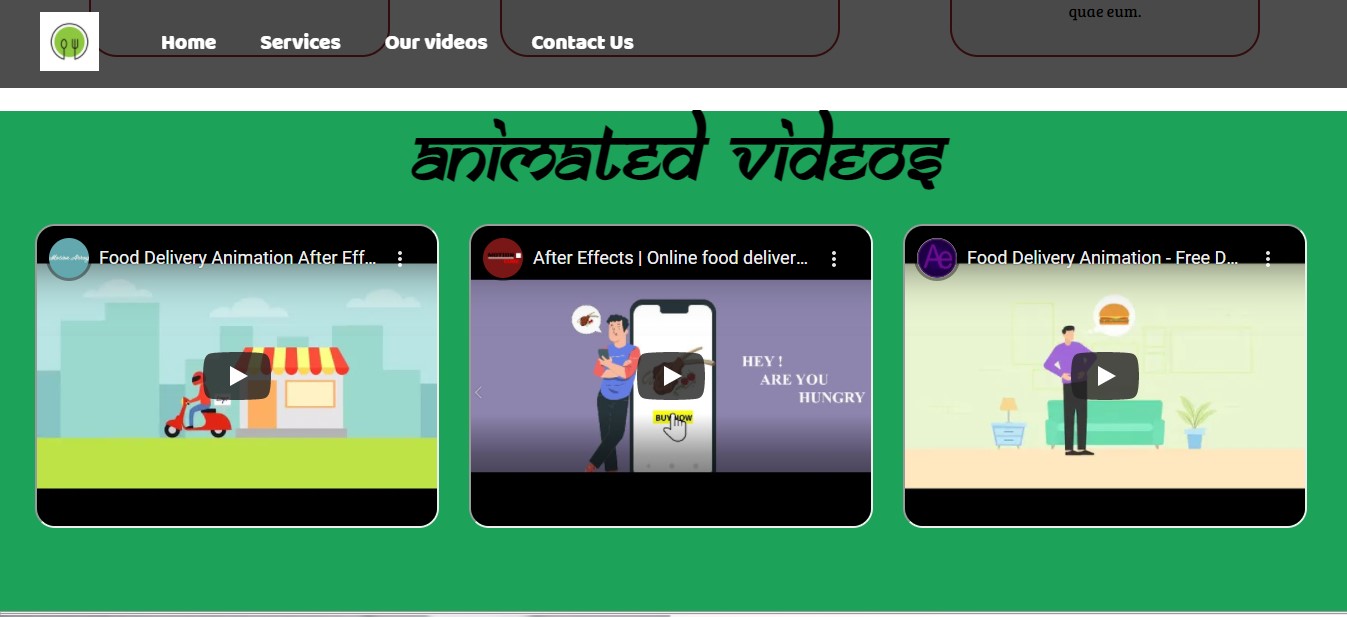 quae eum.
Home Services Our videos Contact Us
ANIMATED VIDEOS
Food Delivery Animation After Eff...
After Effects | Online food deliver...
Food Delivery Animation - Free D...
Ae
HEY !
ARE YOU
HUNGRY
BUY NOW